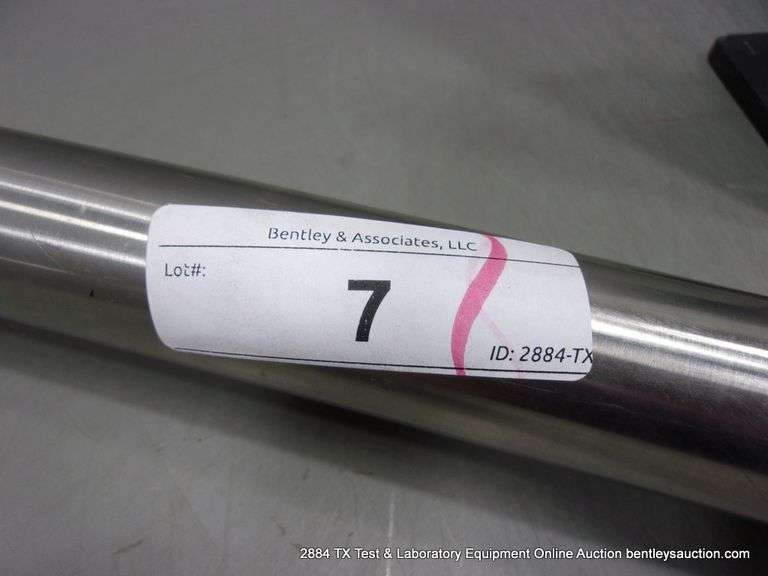 Bentley & Associates, LLC
Lot#:
7
ID: 2884-TX
2884 TX Test & Laboratory Equipment Online Auction bentleysauction.com